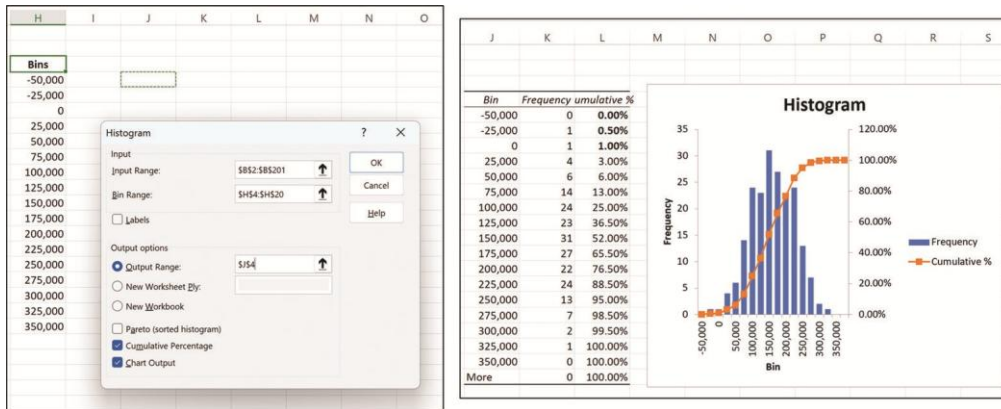 H I J K L M N O
Bins
-50,000
-25,000
0
25,000
50,000
75,000
100,000
125,000
150,000
175,000
200,000
225,000
250,000
275,000
300,000
325,000
350,000
Histogram ? ×
Input
Input Range: $B$2:$B$201
Bin Range: $H$4:$H$20
Labels
OK
Cancel
Help
Output options
Output Range: $J$4
New Worksheet Ply:
New Workbook
Pareto (sorted histogram)
Cumulative Percentage
Chart Output
J K L M N O P Q R S
Bin Frequency umulative %
-50,000 0 0.00%
-25,000 1 0.50%
0 1 1.00%
25,000 4 3.00%
50,000 6 6.00%
75,000 14 13.00%
100,000 24 25.00%
125,000 23 36.50%
150,000 31 52.00%
175,000 27 65.50%
200,000 22 76.50%
225,000 24 88.50%
250,000 13 95.00%
275,000 7 98.50%
300,000 2 99.50%
325,000 1 100.00%
350,000 0 100.00%
More 0 100.00%
Histogram
35
30
25
20
15
10
5
0
Frequency
120.00%
100.00%
80.00%
60.00%
40.00%
20.00%
0.00%
-50,000
0
50,000
100,000
150,000
200,000
250,000
300,000
350,000
Bin
Frequency
Cumulative %